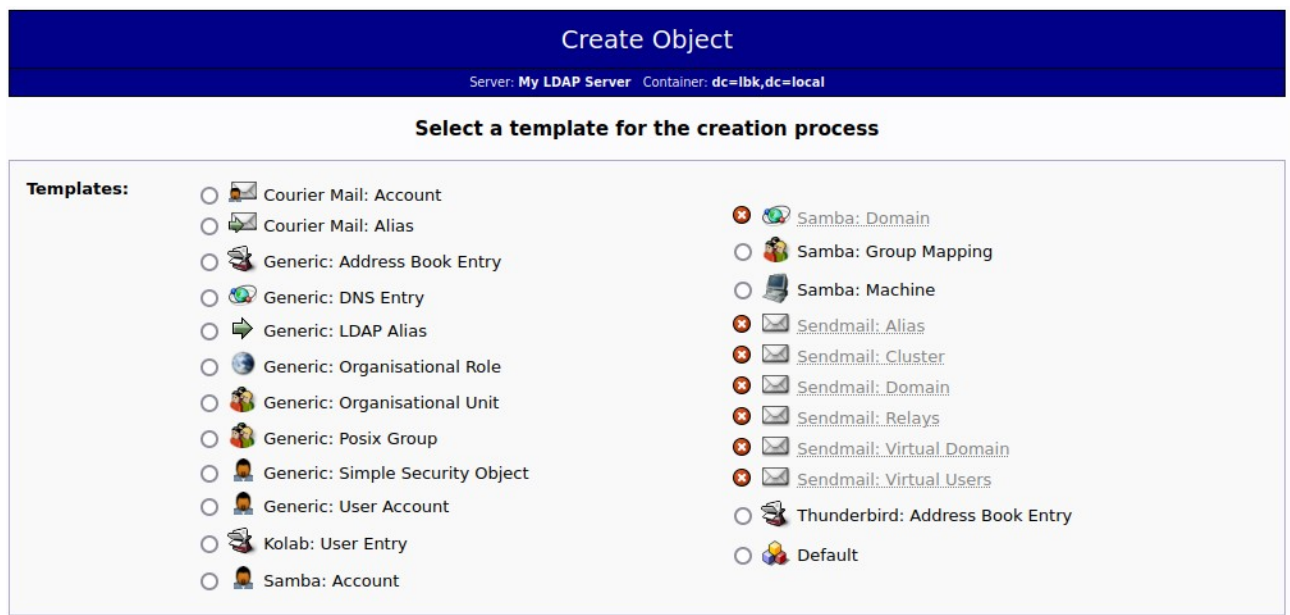 Create Object
Server: My LDAP Server Container: dc=lbk,dc=local
Select a template for the creation process
Templates:
Courier Mail: Account
Courier Mail: Alias
Generic: Address Book Entry
Generic: DNS Entry
Generic: LDAP Alias
Generic: Organisational Role
Generic: Organisational Unit
Generic: Posix Group
Generic: Simple Security Object
Generic: User Account
Kolab: User Entry
Samba: Account
Samba: Domain
Samba: Group Mapping
Samba: Machine
Sendmail: Alias
Sendmail: Cluster
Sendmail: Domain
Sendmail: Relays
Sendmail: Virtual Domain
Sendmail: Virtual Users
Thunderbird: Address Book Entry
Default